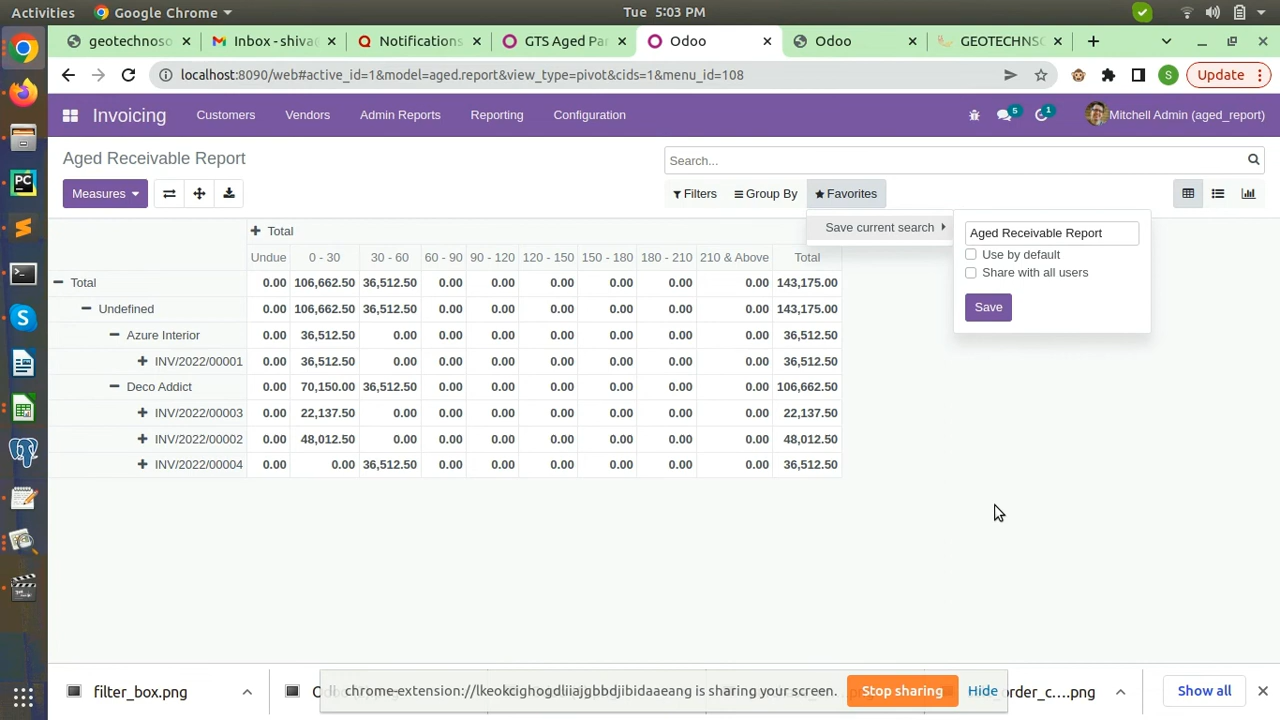 Activities Google Chrome Tue 5:03 PM
geotechnoso Inbox - shiva Notifications GTS Aged Par Odoo Odoo GEOTECHNSO
localhost:8090/web#active_id=1&model=aged.report&view_type=pivot&cids=1&menu_id=108 S Update
Invoicing Customers Vendors Admin Reports Reporting Configuration 5 1 Mitchell Admin (aged_report)
Aged Receivable Report Search...
Measures Filters Group By Favorites
Save current search Aged Receivable Report
Use by default
Share with all users
Save
Total
Undue 0 - 30 30 - 60 60 - 90 90 - 120 120 - 150 150 - 180 180 - 210 210 & Above Total
Total 0.00 106,662.50 36,512.50 0.00 0.00 0.00 0.00 0.00 0.00 143,175.00
Undefined 0.00 106,662.50 36,512.50 0.00 0.00 0.00 0.00 0.00 0.00 143,175.00
Azure Interior 0.00 36,512.50 0.00 0.00 0.00 0.00 0.00 0.00 0.00 36,512.50
INV/2022/00001 0.00 36,512.50 0.00 0.00 0.00 0.00 0.00 0.00 0.00 36,512.50
Deco Addict 0.00 70,150.00 36,512.50 0.00 0.00 0.00 0.00 0.00 0.00 106,662.50
INV/2022/00003 0.00 22,137.50 0.00 0.00 0.00 0.00 0.00 0.00 0.00 22,137.50
INV/2022/00002 0.00 48,012.50 0.00 0.00 0.00 0.00 0.00 0.00 0.00 48,012.50
INV/2022/00004 0.00 0.00 36,512.50 0.00 0.00 0.00 0.00 0.00 0.00 36,512.50
filter_box.png chrome-extension://lkeokcighogdliiajgbbdjibidaaeang is sharing your screen. Stop sharing Hide order_c....png Show all
PC